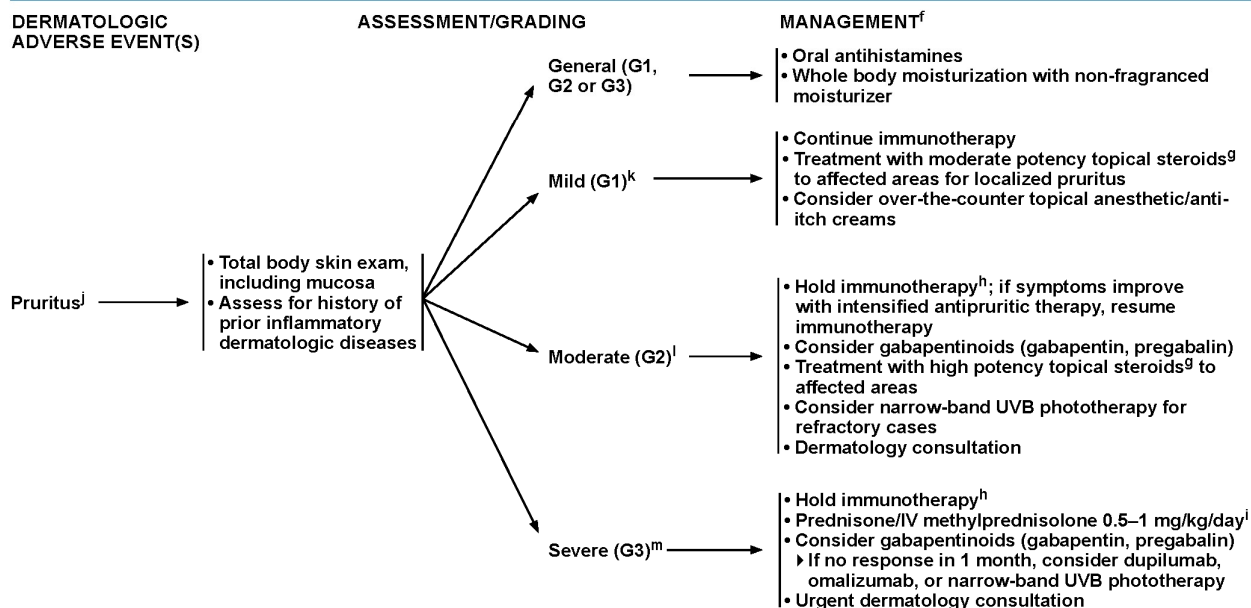 DERMATOLOGIC
ADVERSE EVENT(S)
ASSESSMENT/GRADING
MANAGEMENTf
Pruritusj
• Total body skin exam,
including mucosa
• Assess for history of
prior inflammatory
dermatologic diseases
General (G1,
G2 or G3)
• Oral antihistamines
• Whole body moisturization with non-fragranced
moisturizer
Mild (G1)k
• Continue immunotherapy
• Treatment with moderate potency topical steroidsg
to affected areas for localized pruritus
• Consider over-the-counter topical anesthetic/anti-
itch creams
Moderate (G2)l
• Hold immunotherapyh; if symptoms improve
with intensified antipruritic therapy, resume
immunotherapy
• Consider gabapentinoids (gabapentin, pregabalin)
• Treatment with high potency topical steroidsg to
affected areas
• Consider narrow-band UVB phototherapy for
refractory cases
• Dermatology consultation
Severe (G3)m
• Hold immunotherapyh
• Prednisone/IV methylprednisolone 0.5–1 mg/kg/dayi
• Consider gabapentinoids (gabapentin, pregabalin)
▸ If no response in 1 month, consider dupilumab,
omalizumab, or narrow-band UVB phototherapy
• Urgent dermatology consultation